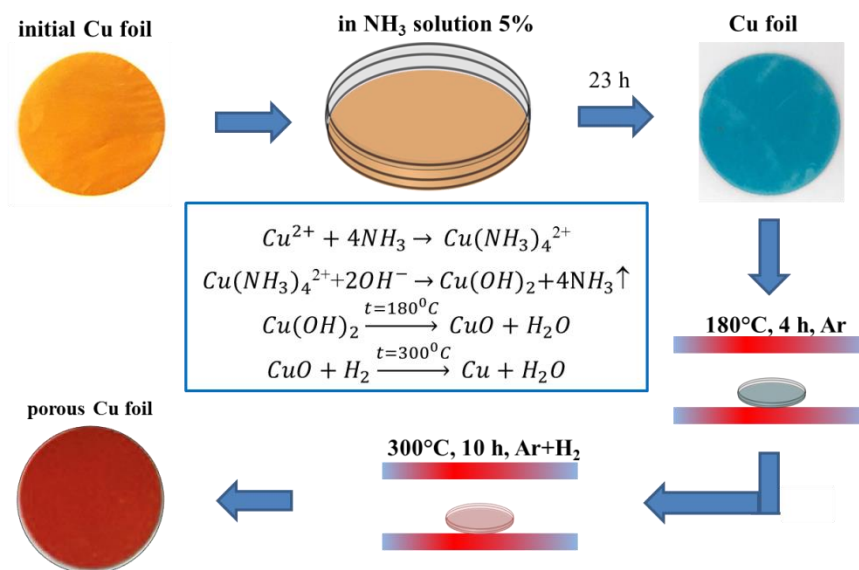 initial Cu foil
in NH₃ solution 5%
Cu foil
23 h
Cu²⁺ + 4NH₃ → Cu(NH₃)₄²⁺
Cu(NH₃)₄²⁺+2OH⁻ → Cu(OH)₂+4NH₃↑
t=180⁰C
Cu(OH)₂ → CuO + H₂O
t=300⁰C
CuO + H₂ → Cu + H₂O
180°C, 4 h, Ar
porous Cu foil
300°C, 10 h, Ar+H₂